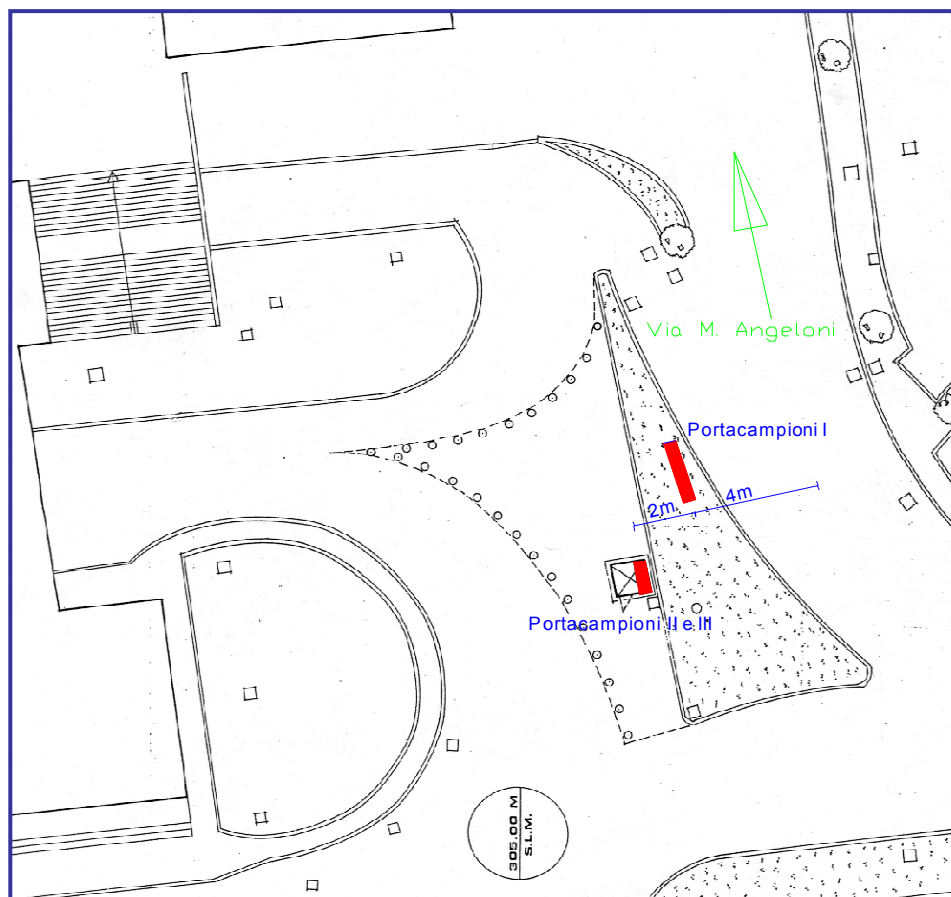 Via M. Angeloni
Portacampioni I
2m
4m
Portacampioni II e III
305.00 M
S.L.M.